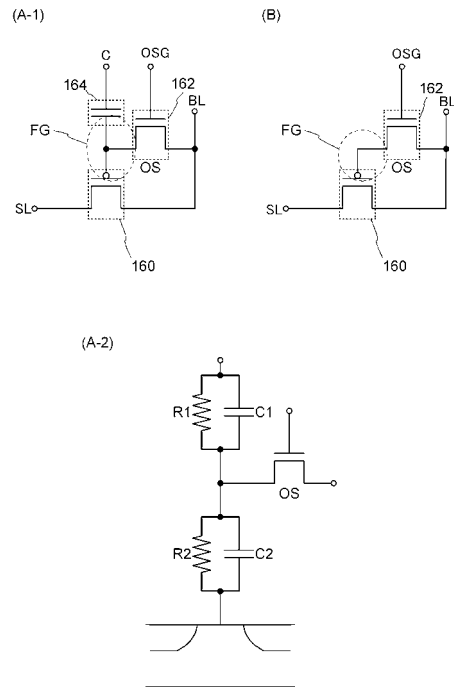 (A-1)
(B)
C
OSG
164
162
BL
FG
OS
SL
160
OSG
162
BL
FG
OS
SL
160
(A-2)
R1
C1
OS
R2
C2